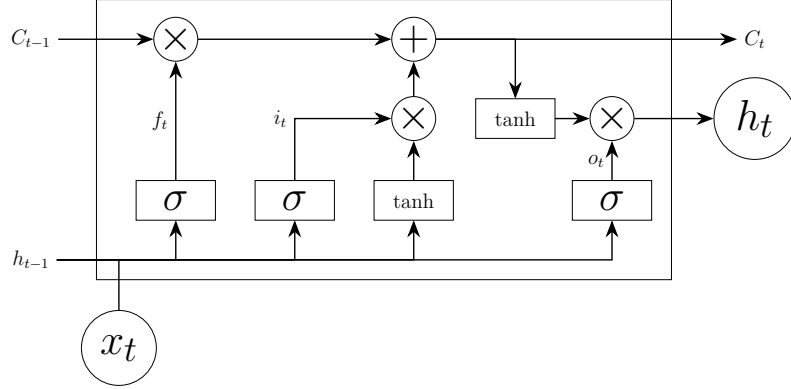 C_{t−1}
×
+
C_t
f_t
i_t
×
tanh
×
h_t
o_t
σ
σ
tanh
σ
h_{t−1}
x_t